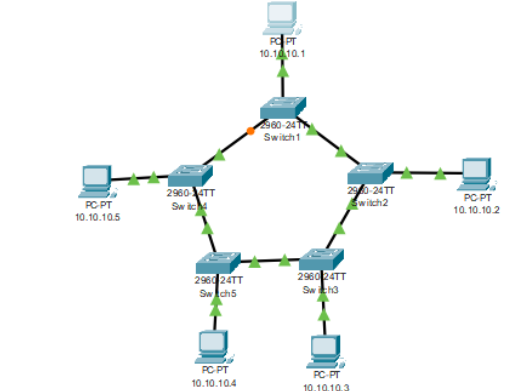 PC-PT
10.10.10.1
2960-24TT
Switch1
2960-24TT
Switch4
2960-24TT
Switch2
PC-PT
10.10.10.5
PC-PT
10.10.10.2
2960-24TT
Switch5
2960-24TT
Switch3
PC-PT
10.10.10.4
PC-PT
10.10.10.3